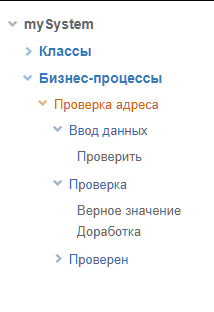 mySystem
Классы
Бизнес-процессы
Проверка адреса
Ввод данных
Проверить
Проверка
Верное значение
Доработка
Проверен